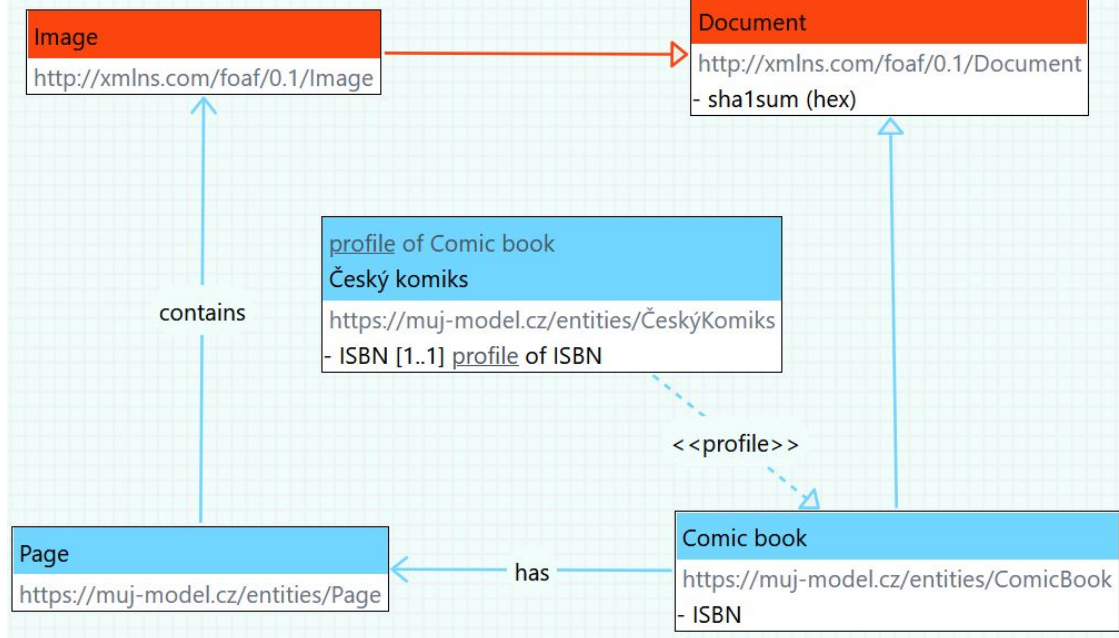 Image
http://xmlns.com/foaf/0.1/Image
Document
http://xmlns.com/foaf/0.1/Document
- sha1sum (hex)
profile of Comic book
Český komiks
https://muj-model.cz/entities/ČeskýKomiks
- ISBN [1..1] profile of ISBN
contains
<<profile>>
Page
https://muj-model.cz/entities/Page
has
Comic book
https://muj-model.cz/entities/ComicBook
- ISBN